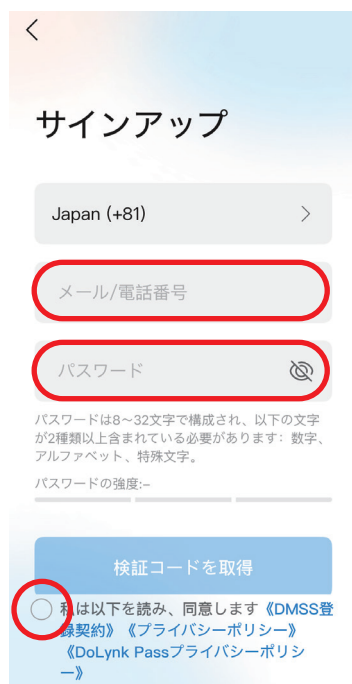 サインアップ
Japan (+81)
メール/電話番号
パスワード
パスワードは8～32文字で構成され、以下の文字
が2種類以上含まれている必要があります：数字、
アルファベット、特殊文字。
パスワードの強度:–
検証コードを取得
私は以下を読み、同意します《DMSS登
録契約》《プライバシーポリシー》
《DoLynk Passプライバシーポリシ
ー》